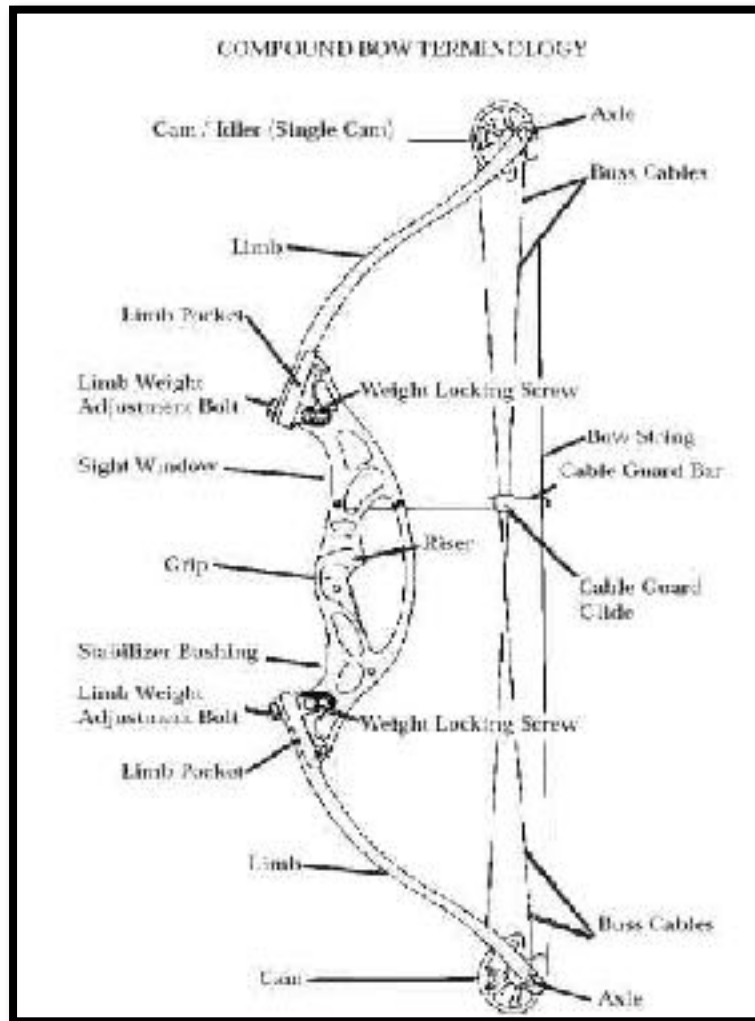 COMPOUND BOW TERMINOLOGY
Cam / Idler (Single Cam)
Axle
Buss Cables
Limb
Limb Pocket
Limb Weight
Adjustment Bolt
Weight Locking Screw
Bow String
Sight Window
Cable Guard Bar
Riser
Grip
Cable Guard
Glide
Stabilizer Bushing
Limb Weight
Adjustment Bolt
Weight Locking Screw
Limb Pocket
Limb
Buss Cables
Cam
Axle